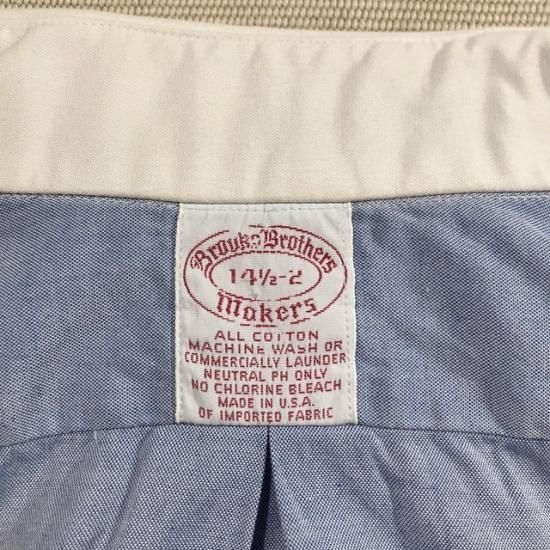 Brooks Brothers
14½-2
Makers
ALL COTTON
MACHINE WASH OR
COMMERCIALLY LAUNDER
NEUTRAL PH ONLY
NO CHLORINE BLEACH
MADE IN U.S.A.
OF IMPORTED FABRIC